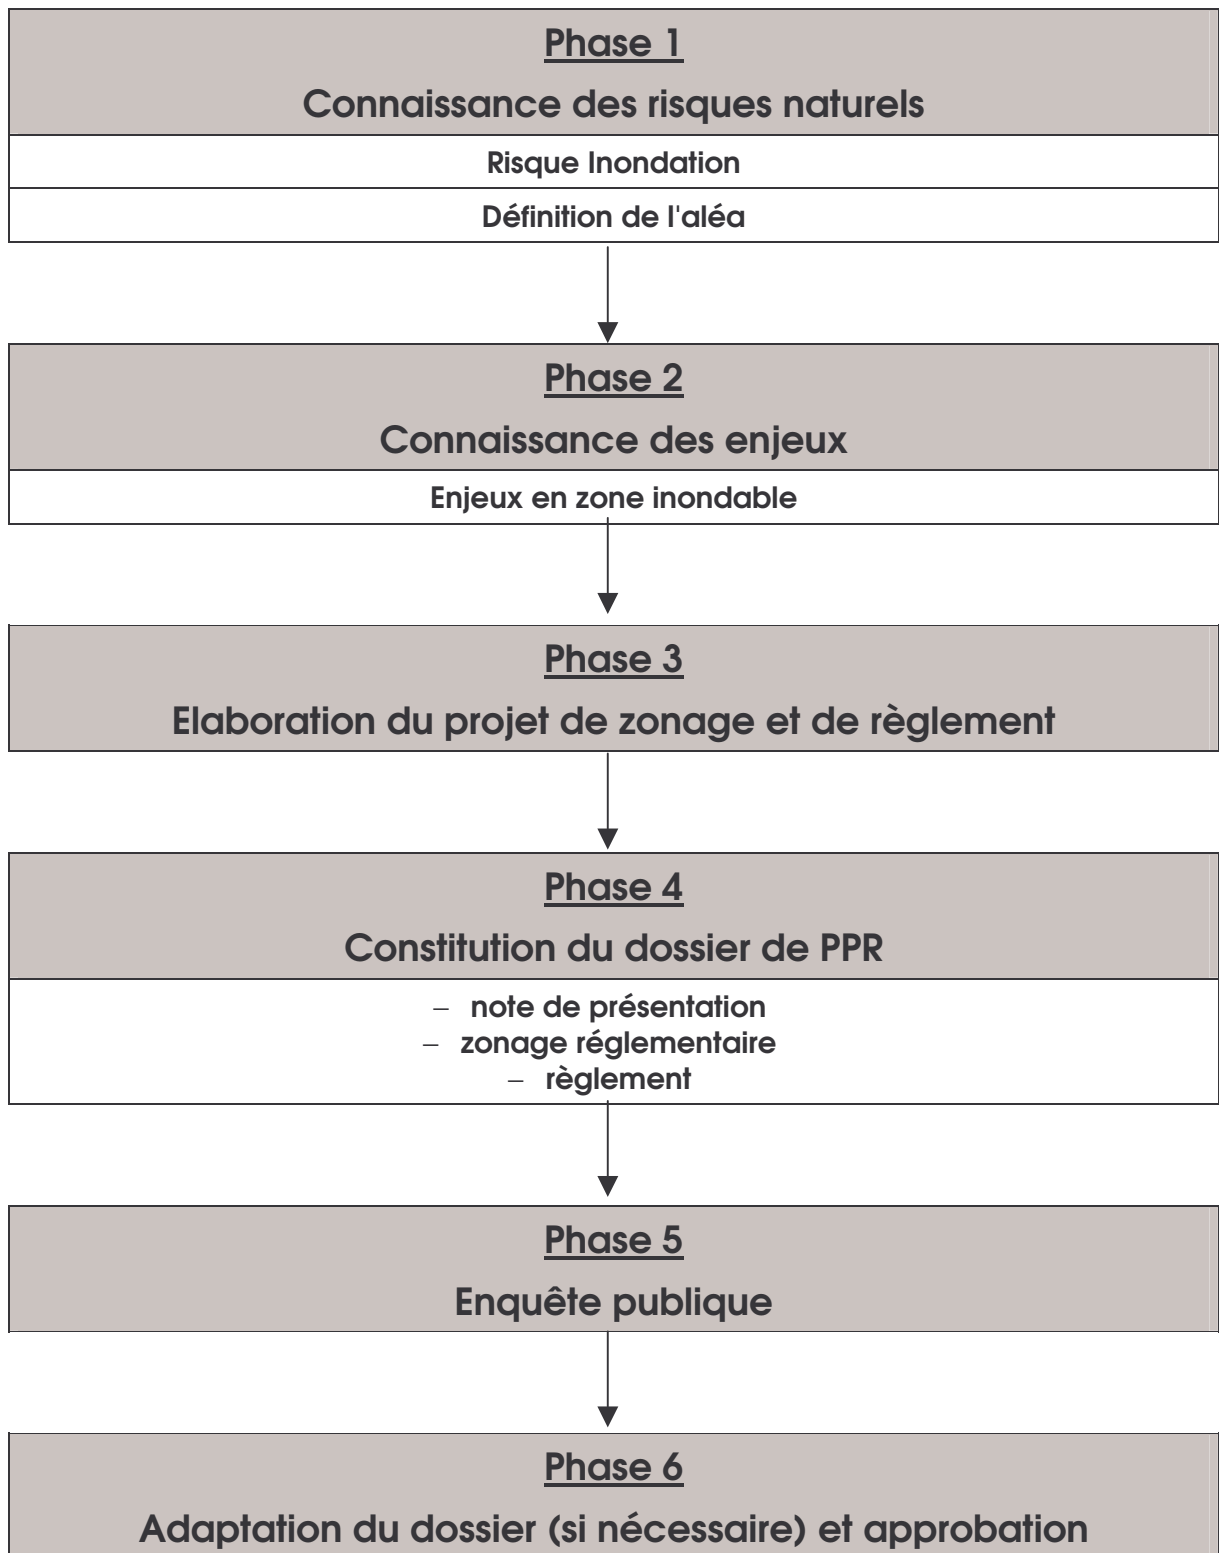 Phase 1
Connaissance des risques naturels
Risque Inondation
Définition de l'aléa
Phase 2
Connaissance des enjeux
Enjeux en zone inondable
Phase 3
Elaboration du projet de zonage et de règlement
Phase 4
Constitution du dossier de PPR
– note de présentation
– zonage réglementaire
– règlement
Phase 5
Enquête publique
Phase 6
Adaptation du dossier (si nécessaire) et approbation